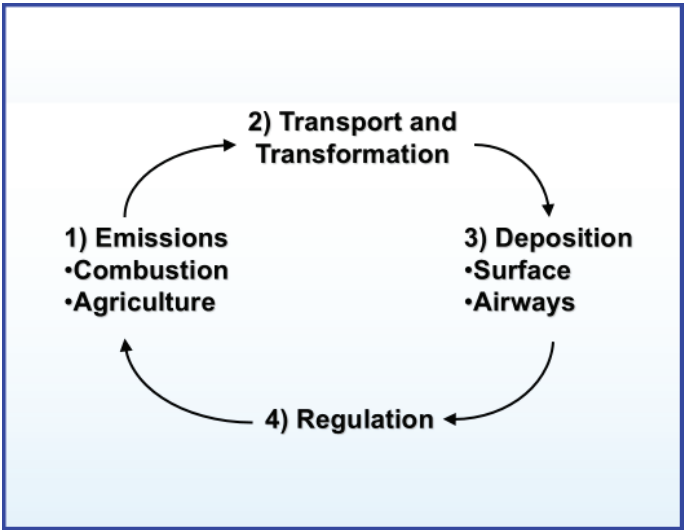 2) Transport and
Transformation
1) Emissions
•Combustion
•Agriculture
3) Deposition
•Surface
•Airways
4) Regulation